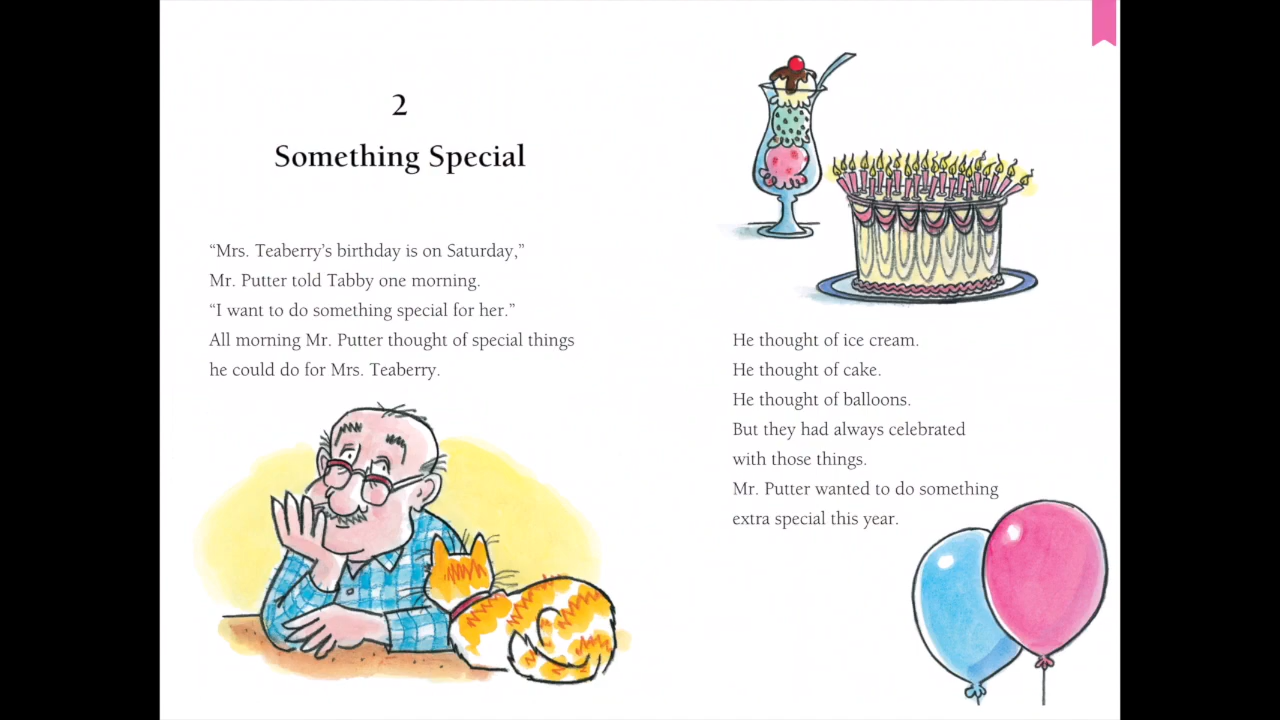 2
Something Special
“Mrs. Teaberry’s birthday is on Saturday,”
Mr. Putter told Tabby one morning.
“I want to do something special for her.”
All morning Mr. Putter thought of special things
he could do for Mrs. Teaberry.
He thought of ice cream.
He thought of cake.
He thought of balloons.
But they had always celebrated
with those things.
Mr. Putter wanted to do something
extra special this year.